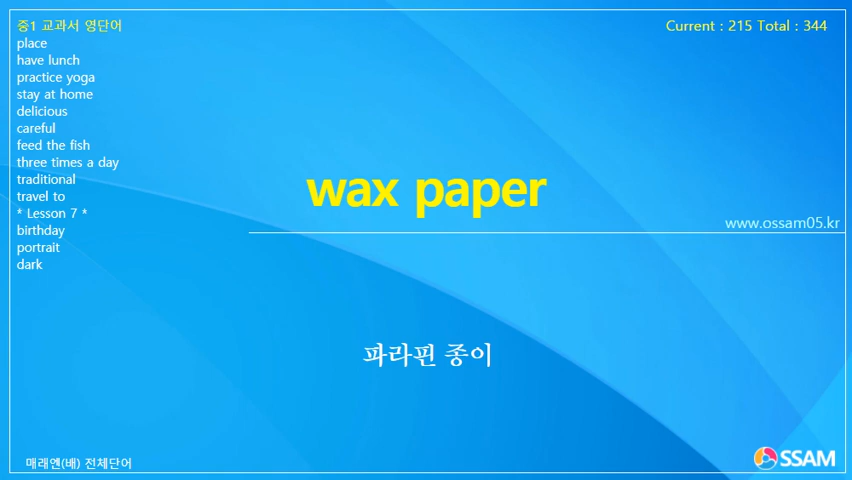 중1 교과서 영단어
Current : 215 Total : 344
place
have lunch
practice yoga
stay at home
delicious
careful
feed the fish
three times a day
traditional
travel to
* Lesson 7 *
birthday
portrait
dark
wax paper
www.ossam05.kr
파라핀 종이
매래엔(배) 전체단어
OSSAM